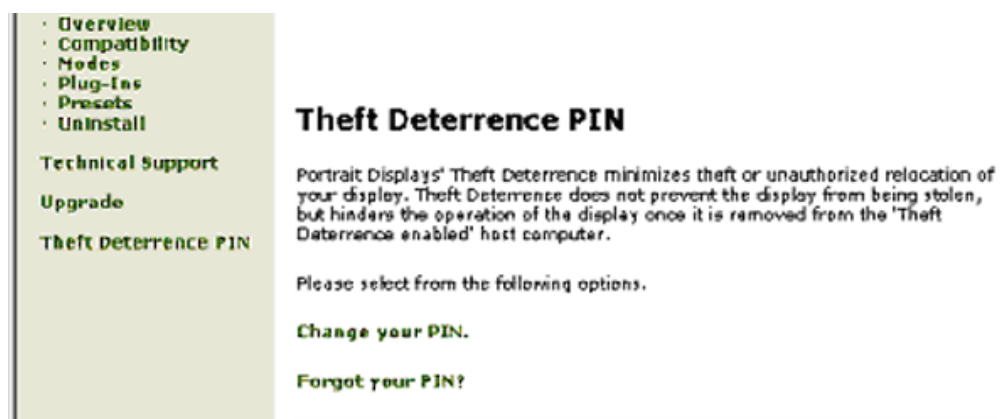 · Overview
· Compatibility
· Modes
· Plug-Ins
· Presets
· Uninstall
Technical Support
Upgrade
Theft Deterrence PIN
Theft Deterrence PIN
Portrait Displays' Theft Deterrence minimizes theft or unauthorized relocation of
your display. Theft Deterrence does not prevent the display from being stolen,
but hinders the operation of the display once it is removed from the 'Theft
Deterrence enabled' host computer.
Please select from the following options.
Change your PIN.
Forgot your PIN?